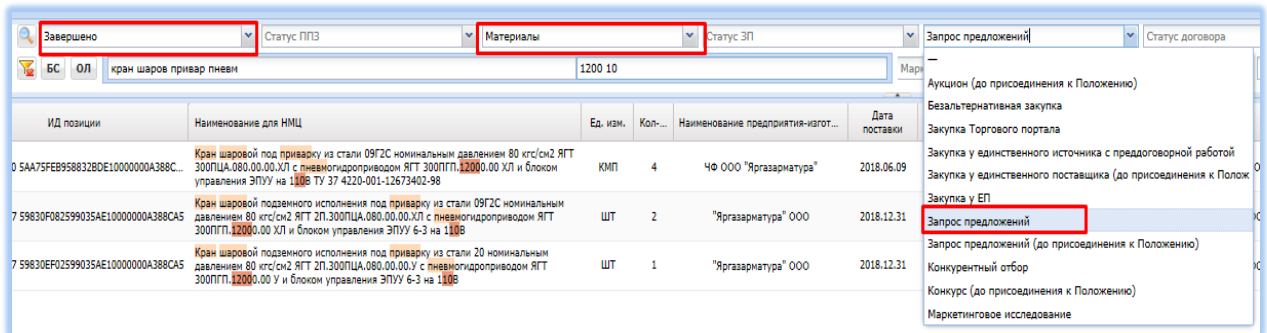 Завершено Статус ППЗ Материалы Статус ЗП Запрос предложений Статус договора
БС ОЛ кран шаров привар пневм 1200 10
—
Аукцион (до присоединения к Положению)
Безальтернативная закупка
Закупка Торгового портала
Закупка у единственного источника с преддоговорной работой
Закупка у единственного поставщика (до присоединения к Полож
Закупка у ЕП
Запрос предложений
Запрос предложений (до присоединения к Положению)
Конкурентный отбор
Конкурс (до присоединения к Положению)
Маркетинговое исследование
ИД позиции Наименование для НМЦ Ед. изм. Кол-... Наименование предприятия-изгот... Дата
поставки
Кран шаровой под приварку из стали 09Г2С номинальным давлением 80 кгс/см2 ЯГТ
0 5AA75FEB958832BDE10000000A388C... 300ПЦА.080.00.00.ХЛ с пневмогидроприводом ЯГТ 300ПГП.12000.00 ХЛ и блоком КМП 4 ЧФ ООО "Яргазарматура" 2018.06.09
управления ЭПУУ на 110В ТУ 37 4220-001-12673402-98
Кран шаровой подземного исполнения под приварку из стали 09Г2С номинальным
7 59830F082599035AE10000000A388CA5 давлением 80 кгс/см2 ЯГТ 2П.300ПЦА.080.00.00.ХЛ с пневмогидроприводом ЯГТ ШТ 2 "Яргазарматура" ООО 2018.12.31
300ПГП.12000.00 ХЛ и блоком управления ЭПУУ 6-3 на 110В
Кран шаровой подземного исполнения под приварку из стали 20 номинальным
7 59830EF02599035AE10000000A388CA5 давлением 80 кгс/см2 ЯГТ 2П.300ПЦА.080.00.00.У с пневмогидроприводом ЯГТ ШТ 1 "Яргазарматура" ООО 2018.12.31
300ПГП.12000.00 У и блоком управления ЭПУУ 6-3 на 110В